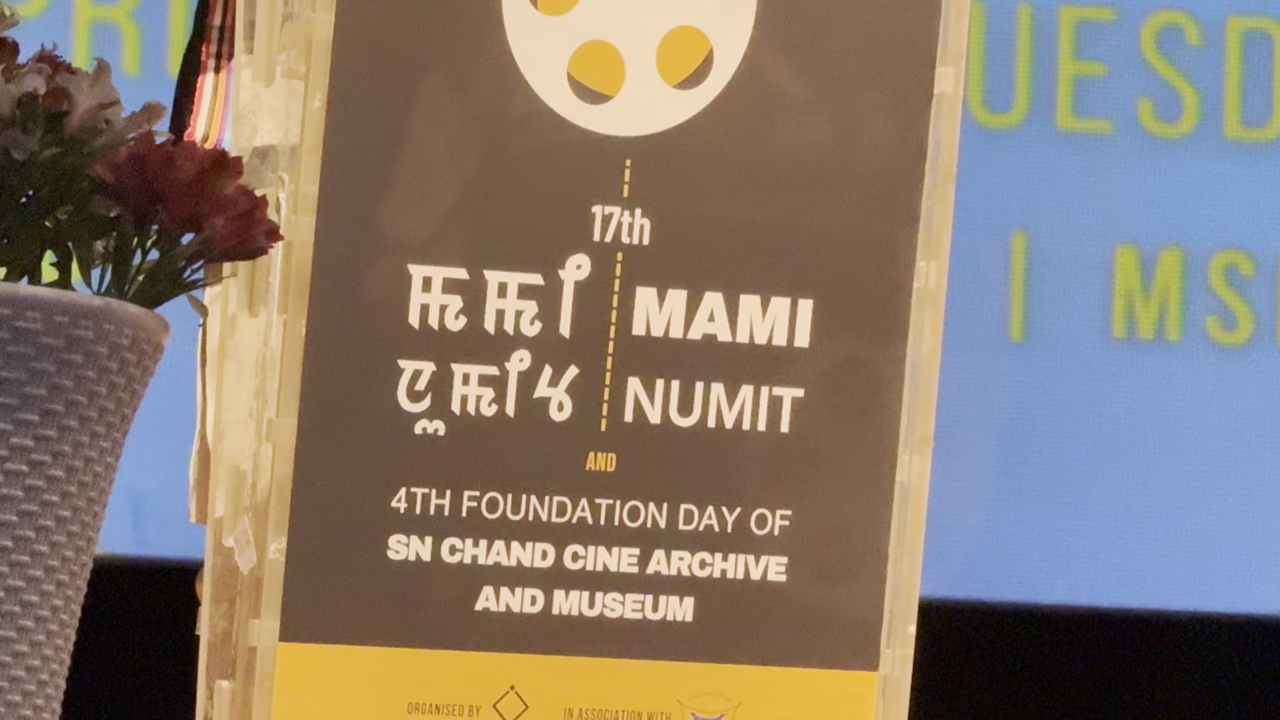 17th
ꯃꯃꯤ MAMI
ꯅꯨꯃꯤꯠ NUMIT
AND
4TH FOUNDATION DAY OF
SN CHAND CINE ARCHIVE
AND MUSEUM
ORGANISED BY IN ASSOCIATION WITH